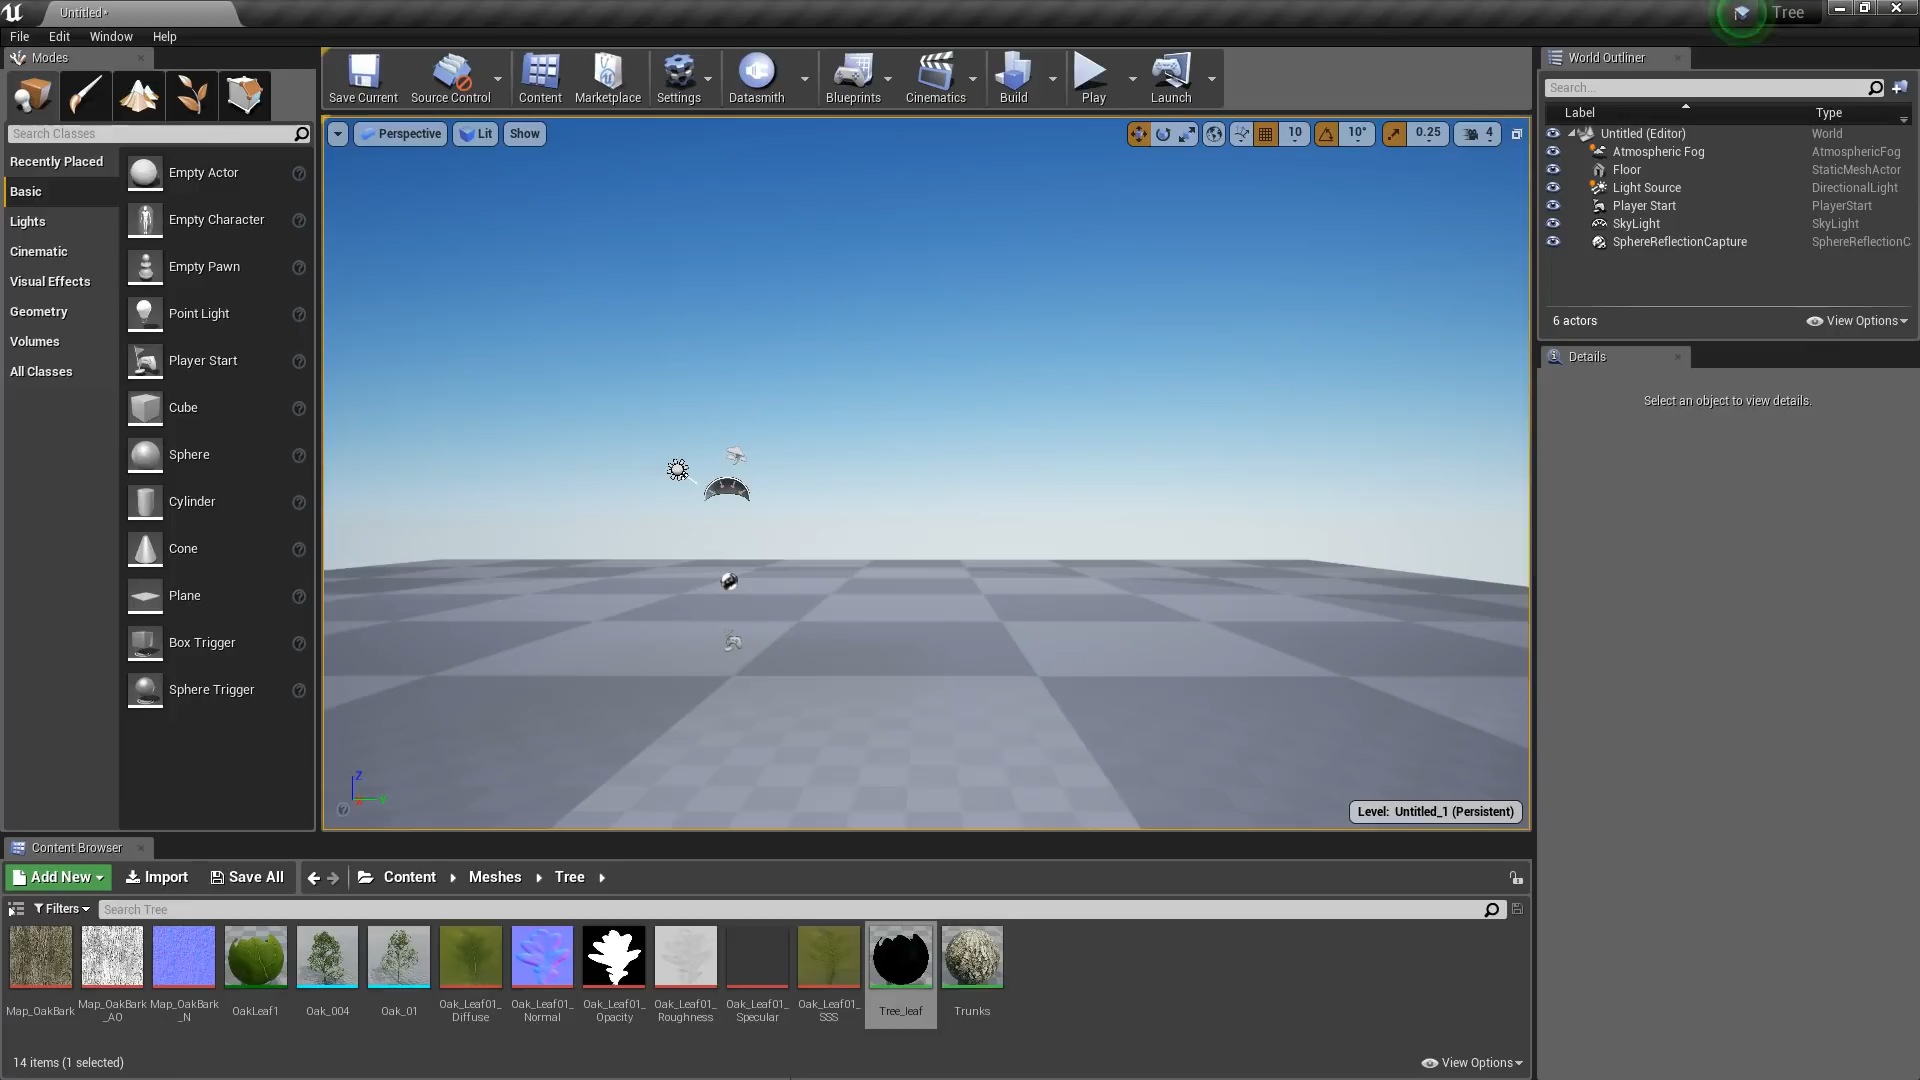 Untitled*
Tree
File
Edit
Window
Help
Modes
Search Classes
Recently Placed
Basic
Lights
Cinematic
Visual Effects
Geometry
Volumes
All Classes
Empty Actor
Empty Character
Empty Pawn
Point Light
Player Start
Cube
Sphere
Cylinder
Cone
Plane
Box Trigger
Sphere Trigger
Save Current
Source Control
Content
Marketplace
Settings
Datasmith
Blueprints
Cinematics
Build
Play
Launch
Perspective
Lit
Show
10
10°
0.25
4
Z
Y
Level: Untitled_1 (Persistent)
World Outliner
Search...
Label Type
Untitled (Editor) World
Atmospheric Fog AtmosphericFog
Floor StaticMeshActor
Light Source DirectionalLight
Player Start PlayerStart
SkyLight SkyLight
SphereReflectionCapture SphereReflectionC
6 actors
View Options
Details
Select an object to view details.
Content Browser
Add New
Import
Save All
Content
Meshes
Tree
Filters
Search Tree
Map_OakBark
Map_OakBark
_AO
Map_OakBark
_N
OakLeaf1
Oak_004
Oak_01
Oak_Leaf01_
Diffuse
Oak_Leaf01_
Normal
Oak_Leaf01_
Opacity
Oak_Leaf01_
Roughness
Oak_Leaf01_
Specular
Oak_Leaf01_
SSS
Tree_leaf
Trunks
14 items (1 selected)
View Options